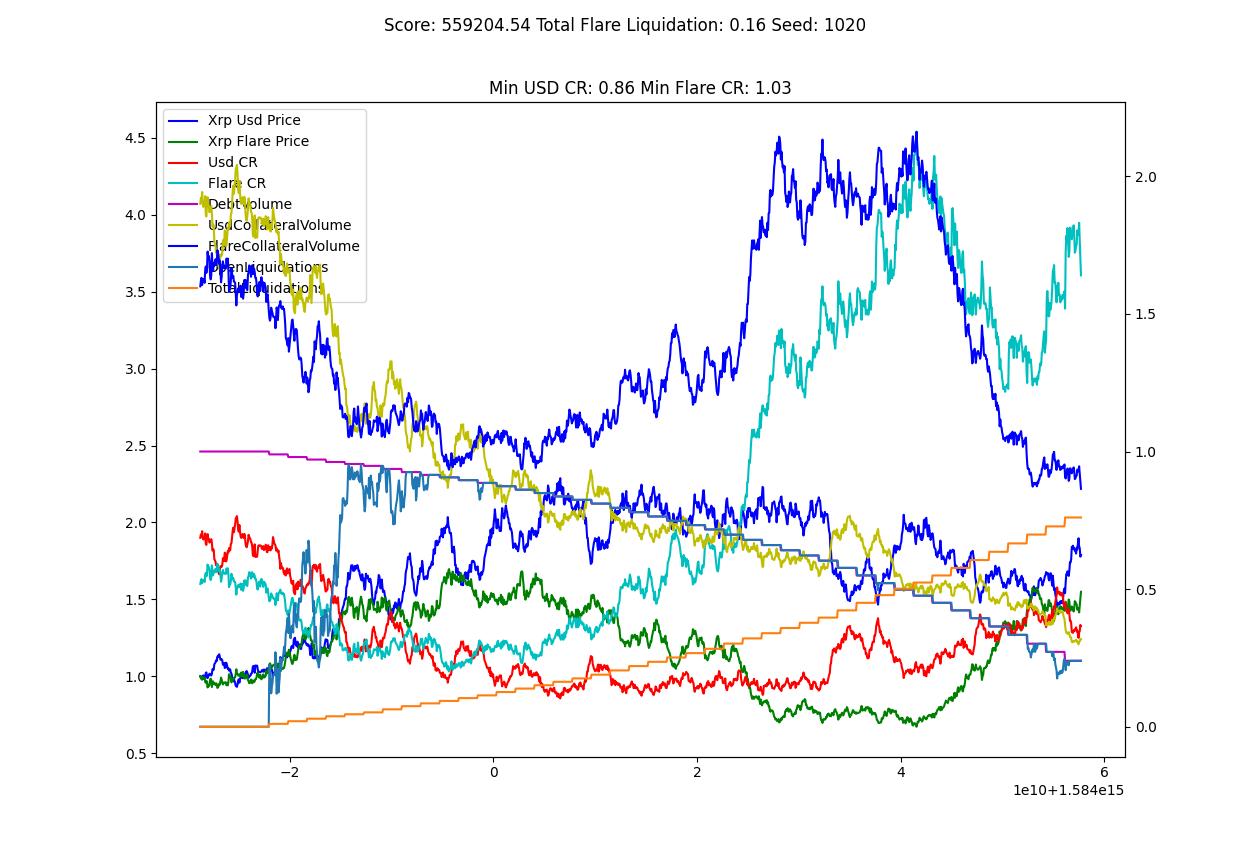 Score: 559204.54 Total Flare Liquidation: 0.16 Seed: 1020
Min USD CR: 0.86 Min Flare CR: 1.03
Xrp Usd Price
Xrp Flare Price
Usd CR
Flare CR
DebtVolume
UsdCollateralVolume
FlareCollateralVolume
OpenLiquidations
TotalLiquidations
4.5
4.0
3.5
3.0
2.5
2.0
1.5
1.0
0.5
2.0
1.5
1.0
0.5
0.0
−2
0
2
4
6
1e10+1.584e15